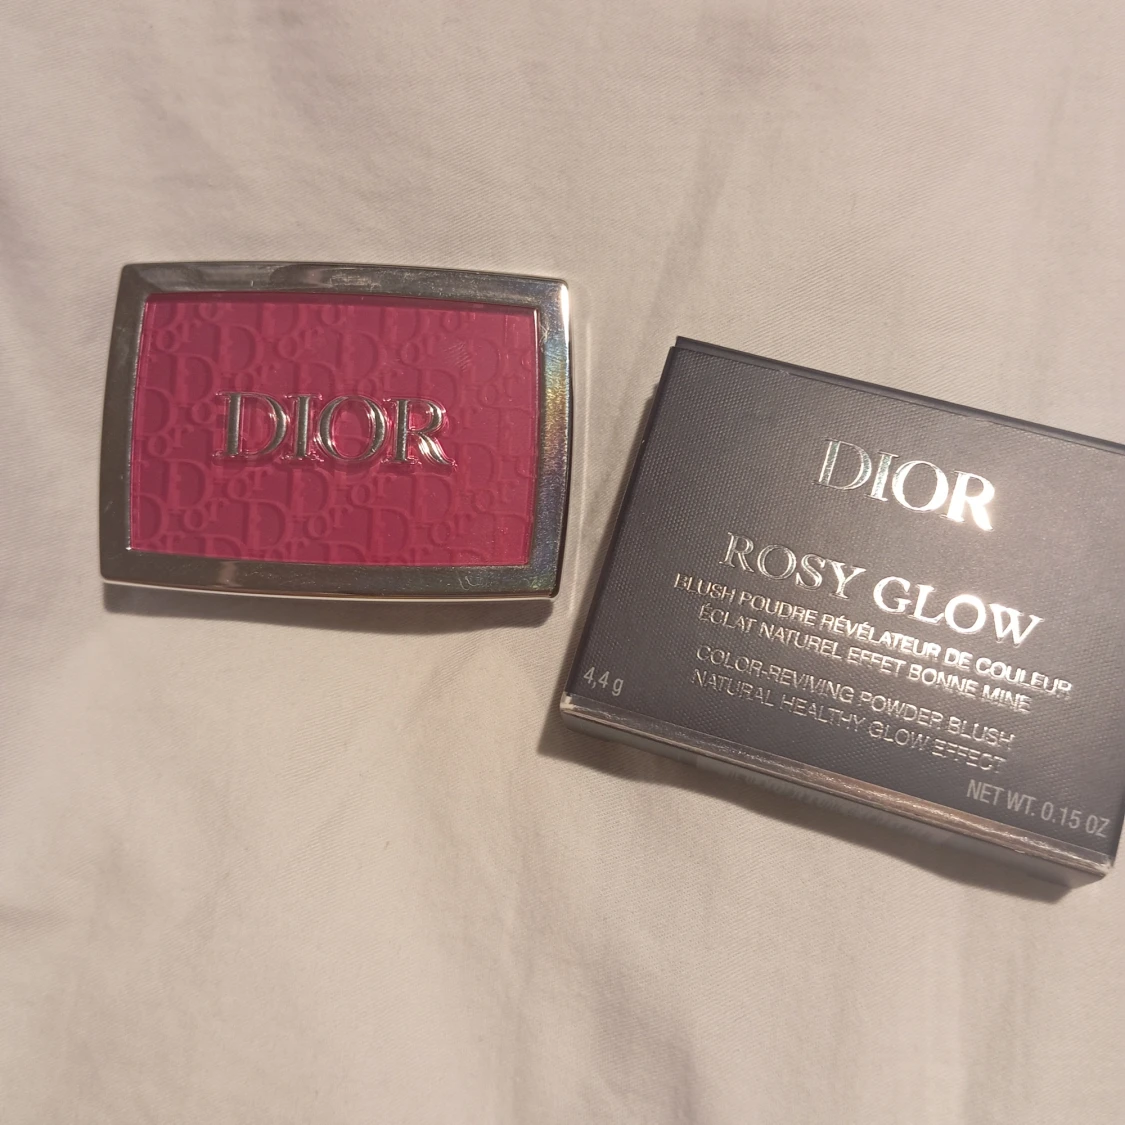 DIOR
DIOR
ROSY GLOW
BLUSH POUDRE RÉVÉLATEUR DE COULEUR
ÉCLAT NATUREL EFFET BONNE MINE
COLOR-REVIVING POWDER BLUSH
NATURAL HEALTHY GLOW EFFECT
4,4 g
NET WT. 0.15 OZ